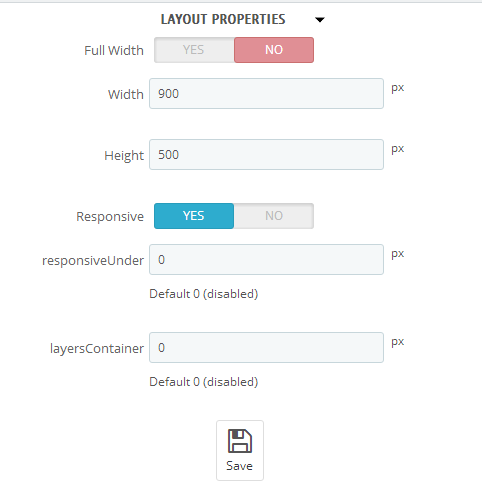 LAYOUT PROPERTIES
Full Width YES NO
Width 900 px
Height 500 px
Responsive YES NO
responsiveUnder 0 px
Default 0 (disabled)
layersContainer 0 px
Default 0 (disabled)
Save